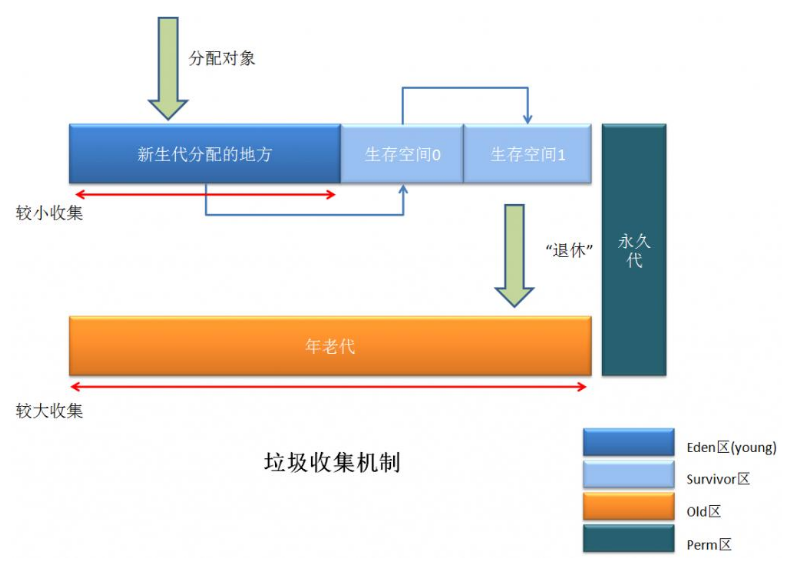 分配对象
新生代分配的地方
生存空间0
生存空间1
较小收集
“退休”
永久
代
年老代
较大收集
垃圾收集机制
Eden区(young)
Survivor区
Old区
Perm区